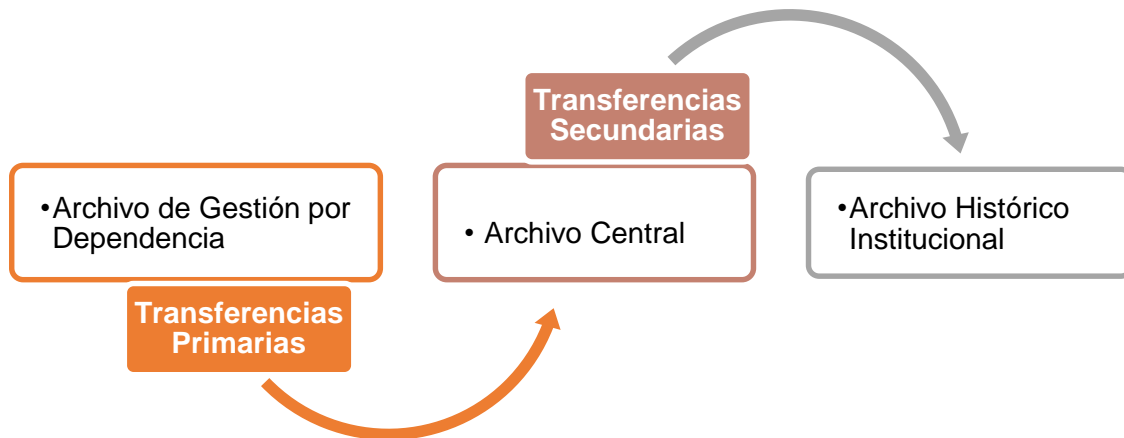 •Archivo de Gestión por
Dependencia
Transferencias
Primarias
Transferencias
Secundarias
• Archivo Central
•Archivo Histórico
Institucional